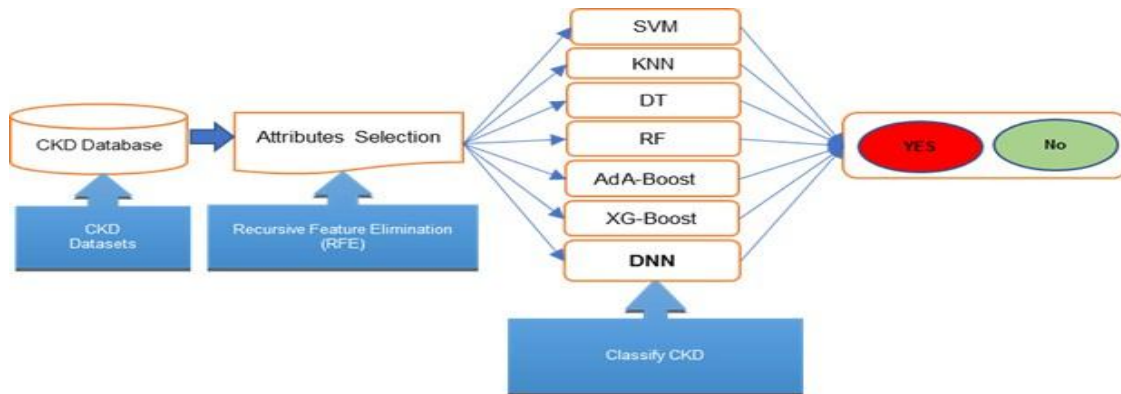 SVM
KNN
DT
RF
AdA-Boost
XG-Boost
DNN
CKD Database
Attributes Selection
YES
No
CKD
Datasets
Recursive Feature Elimination
(RFE)
Classify CKD